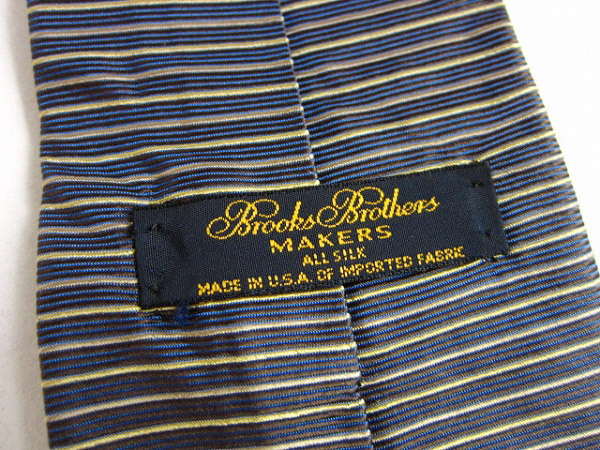 Brooks Brothers
MAKERS
ALL SILK
MADE IN U.S.A. OF IMPORTED FABRIC